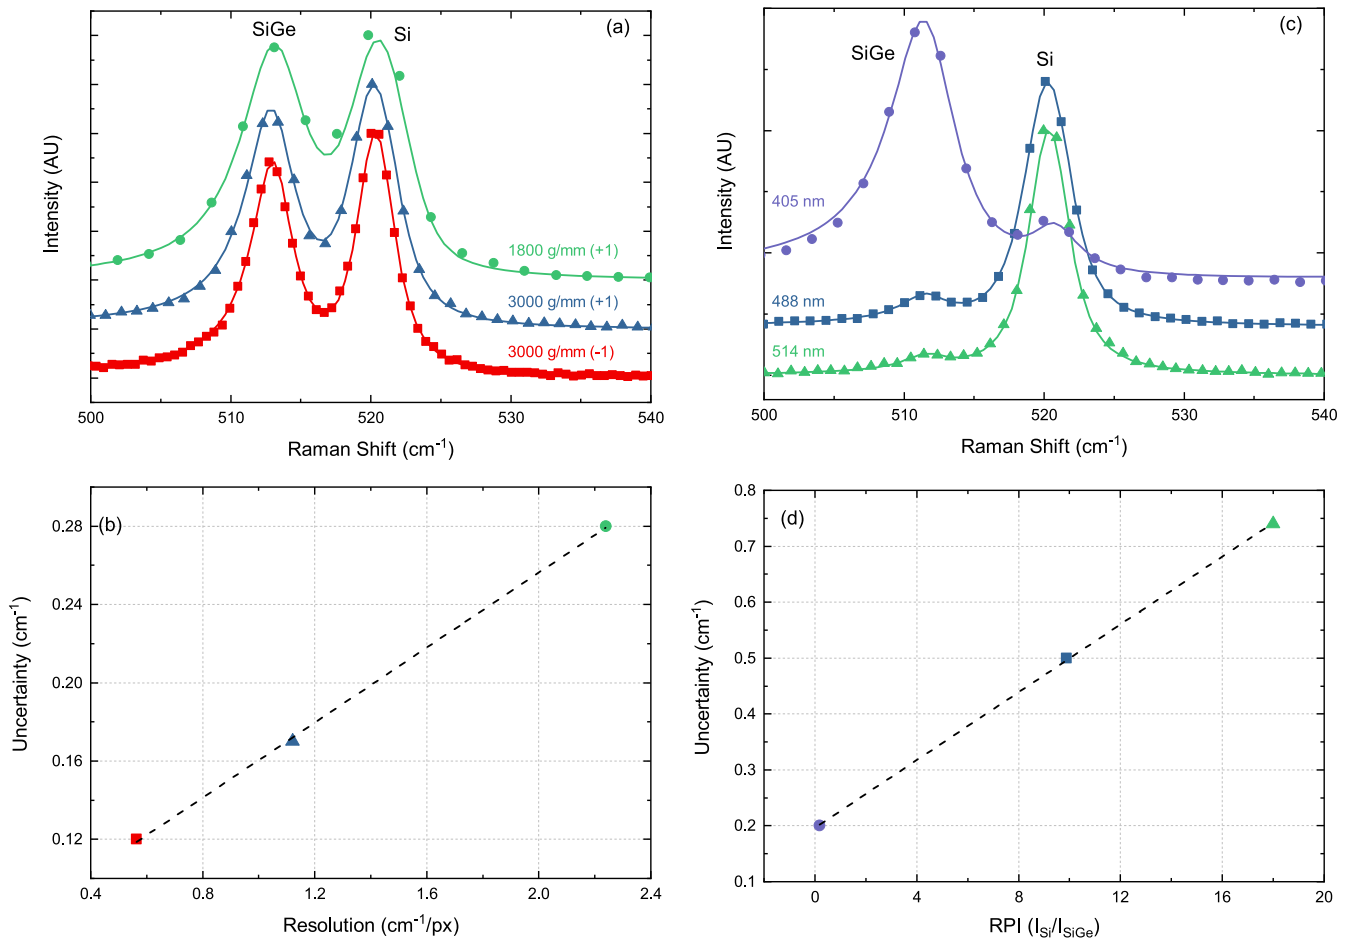 (a)
SiGe
Si
Intensity (AU)
1800 g/mm (+1)
3000 g/mm (+1)
3000 g/mm (-1)
500
510
520
530
540
Raman Shift (cm⁻¹)
(c)
SiGe
Si
Intensity (AU)
405 nm
488 nm
514 nm
500
510
520
530
540
Raman Shift (cm⁻¹)
(b)
Uncertainty (cm⁻¹)
0.28
0.24
0.20
0.16
0.12
0.4
0.8
1.2
1.6
2.0
2.4
Resolution (cm⁻¹/px)
(d)
Uncertainty (cm⁻¹)
0.8
0.7
0.6
0.5
0.4
0.3
0.2
0.1
0
4
8
12
16
20
RPI (I_Si/I_SiGe)